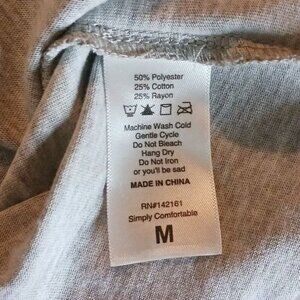 50% Polyester
25% Cotton
25% Rayon
Machine Wash Cold
Gentle Cycle
Do Not Bleach
Hang Dry
Do Not Iron
or you'll be sad
MADE IN CHINA
RN#142161
Simply Comfortable
M